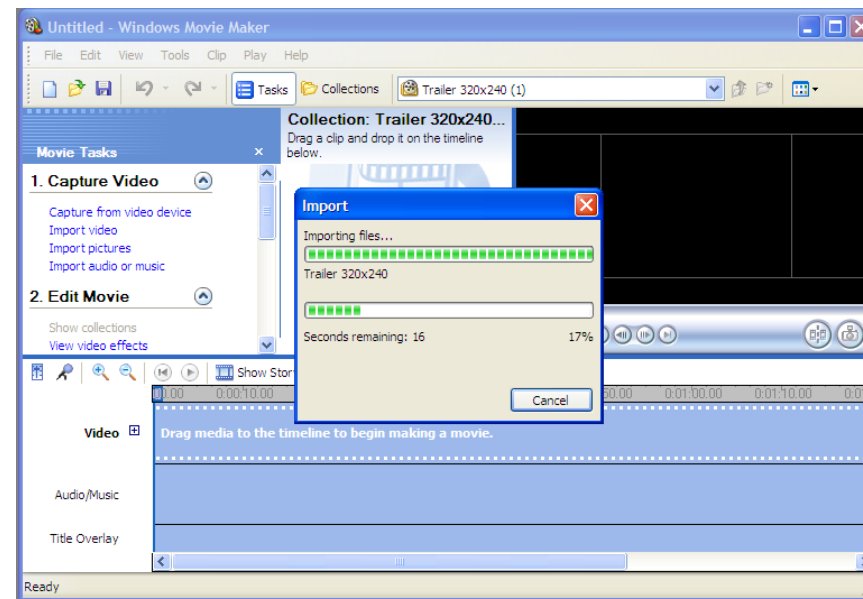 Untitled - Windows Movie Maker
File Edit View Tools Clip Play Help
Tasks Collections Trailer 320x240 (1)
Movie Tasks
Collection: Trailer 320x240...
Drag a clip and drop it on the timeline
below.
1. Capture Video
Capture from video device
Import video
Import pictures
Import audio or music
2. Edit Movie
Show collections
View video effects
Import
Importing files...
Trailer 320x240
Seconds remaining: 16 17%
Cancel
Show Stor
0:00:10.00 50.00 0:01:00.00 0:01:10.00
Video Drag media to the timeline to begin making a movie.
Audio/Music
Title Overlay
Ready